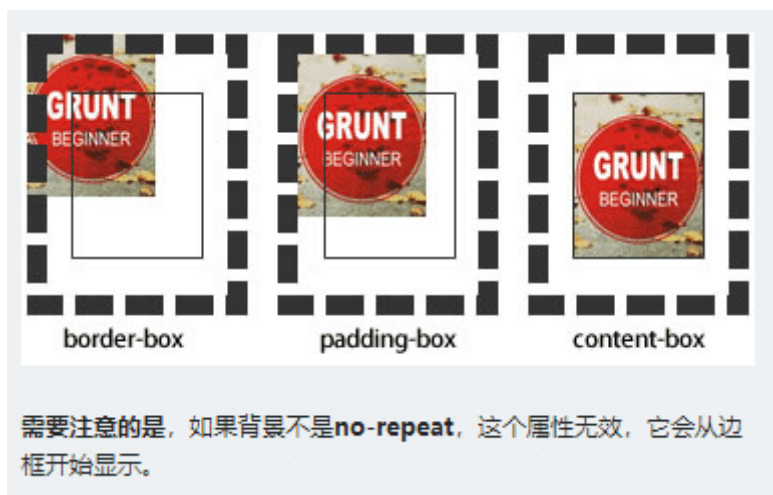 GRUNT
BEGINNER
GRUNT
BEGINNER
GRUNT
BEGINNER
border-box
padding-box
content-box
需要注意的是，如果背景不是no-repeat，这个属性无效，它会从边
框开始显示。